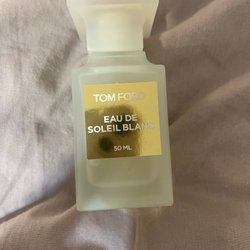 TOM FORD
EAU DE
SOLEIL BLANC
50 ML